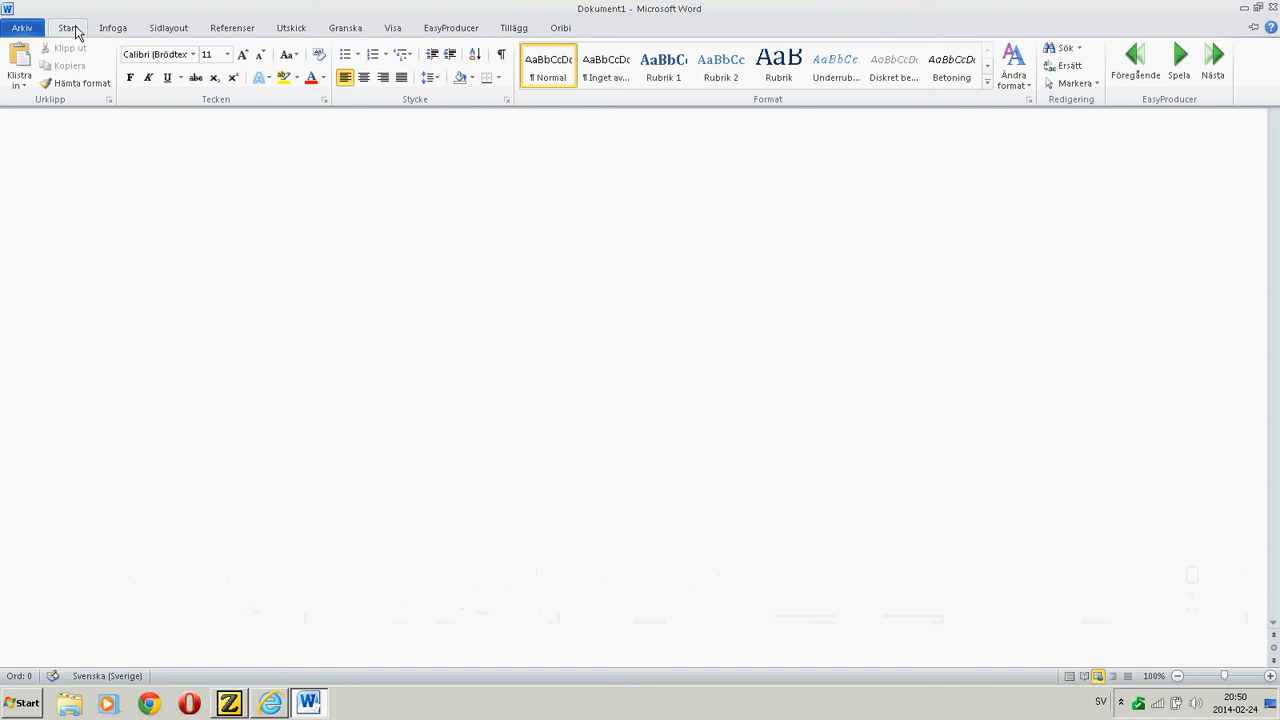 Dokument1 - Microsoft Word
Arkiv Start Infoga Sidlayout Referenser Utskick Granska Visa EasyProducer Tillägg Oribi
Klistra in
Klipp ut
Kopiera
Hämta format
Urklipp
Calibri (Brödtex 11
Aa
F K U abc x₂ x² A A
Tecken
Stycke
AaBbCcDc AaBbCcDc AaBbC AaBbCc AaB AaBbCc AaBbCcDc AaBbCcDc
¶ Normal ¶ Inget av... Rubrik 1 Rubrik 2 Rubrik Underrub... Diskret be... Betoning
Ändra format
Format
Sök
Ersätt
Markera
Redigering
Föregående Spela Nästa
EasyProducer
Ord: 0 Svenska (Sverige) 100%
Start SV 20:50
2014-02-24